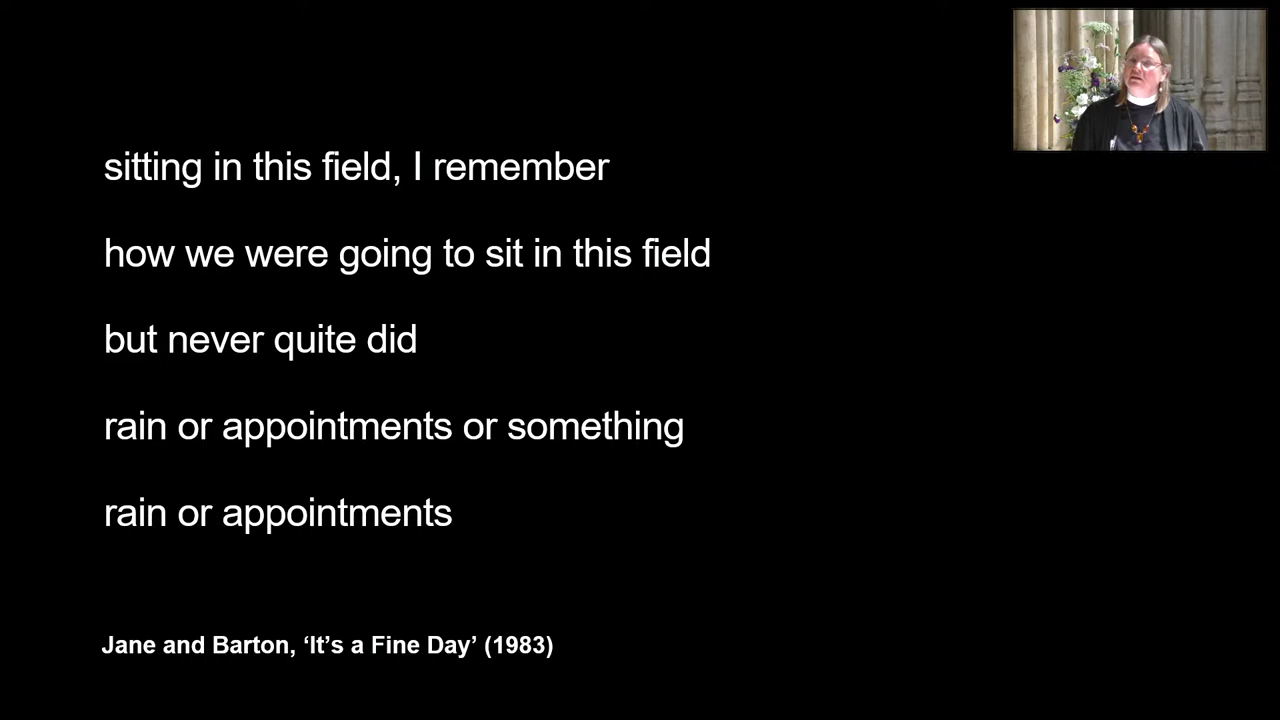 sitting in this field, I remember
how we were going to sit in this field
but never quite did
rain or appointments or something
rain or appointments
Jane and Barton, ‘It’s a Fine Day’ (1983)